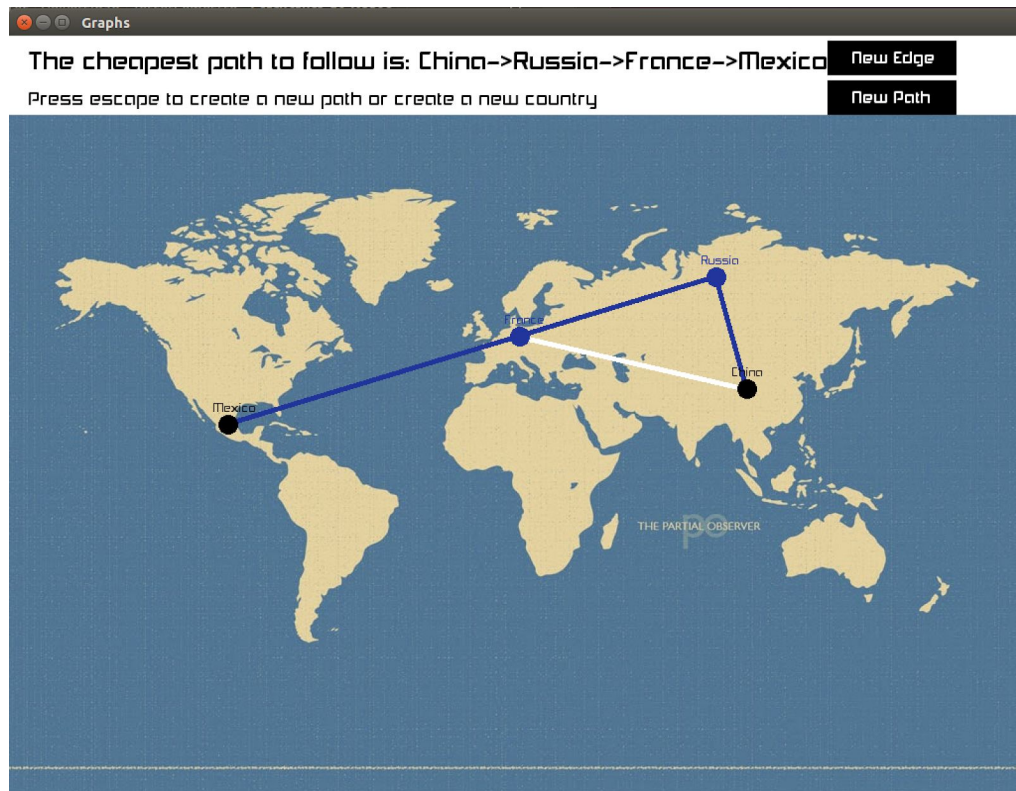 Graphs
The cheapest path to follow is: China->Russia->France->Mexico
New Edge
Press escape to create a new path or create a new country
New Path
Russia
France
China
Mexico
po
THE PARTIAL OBSERVER